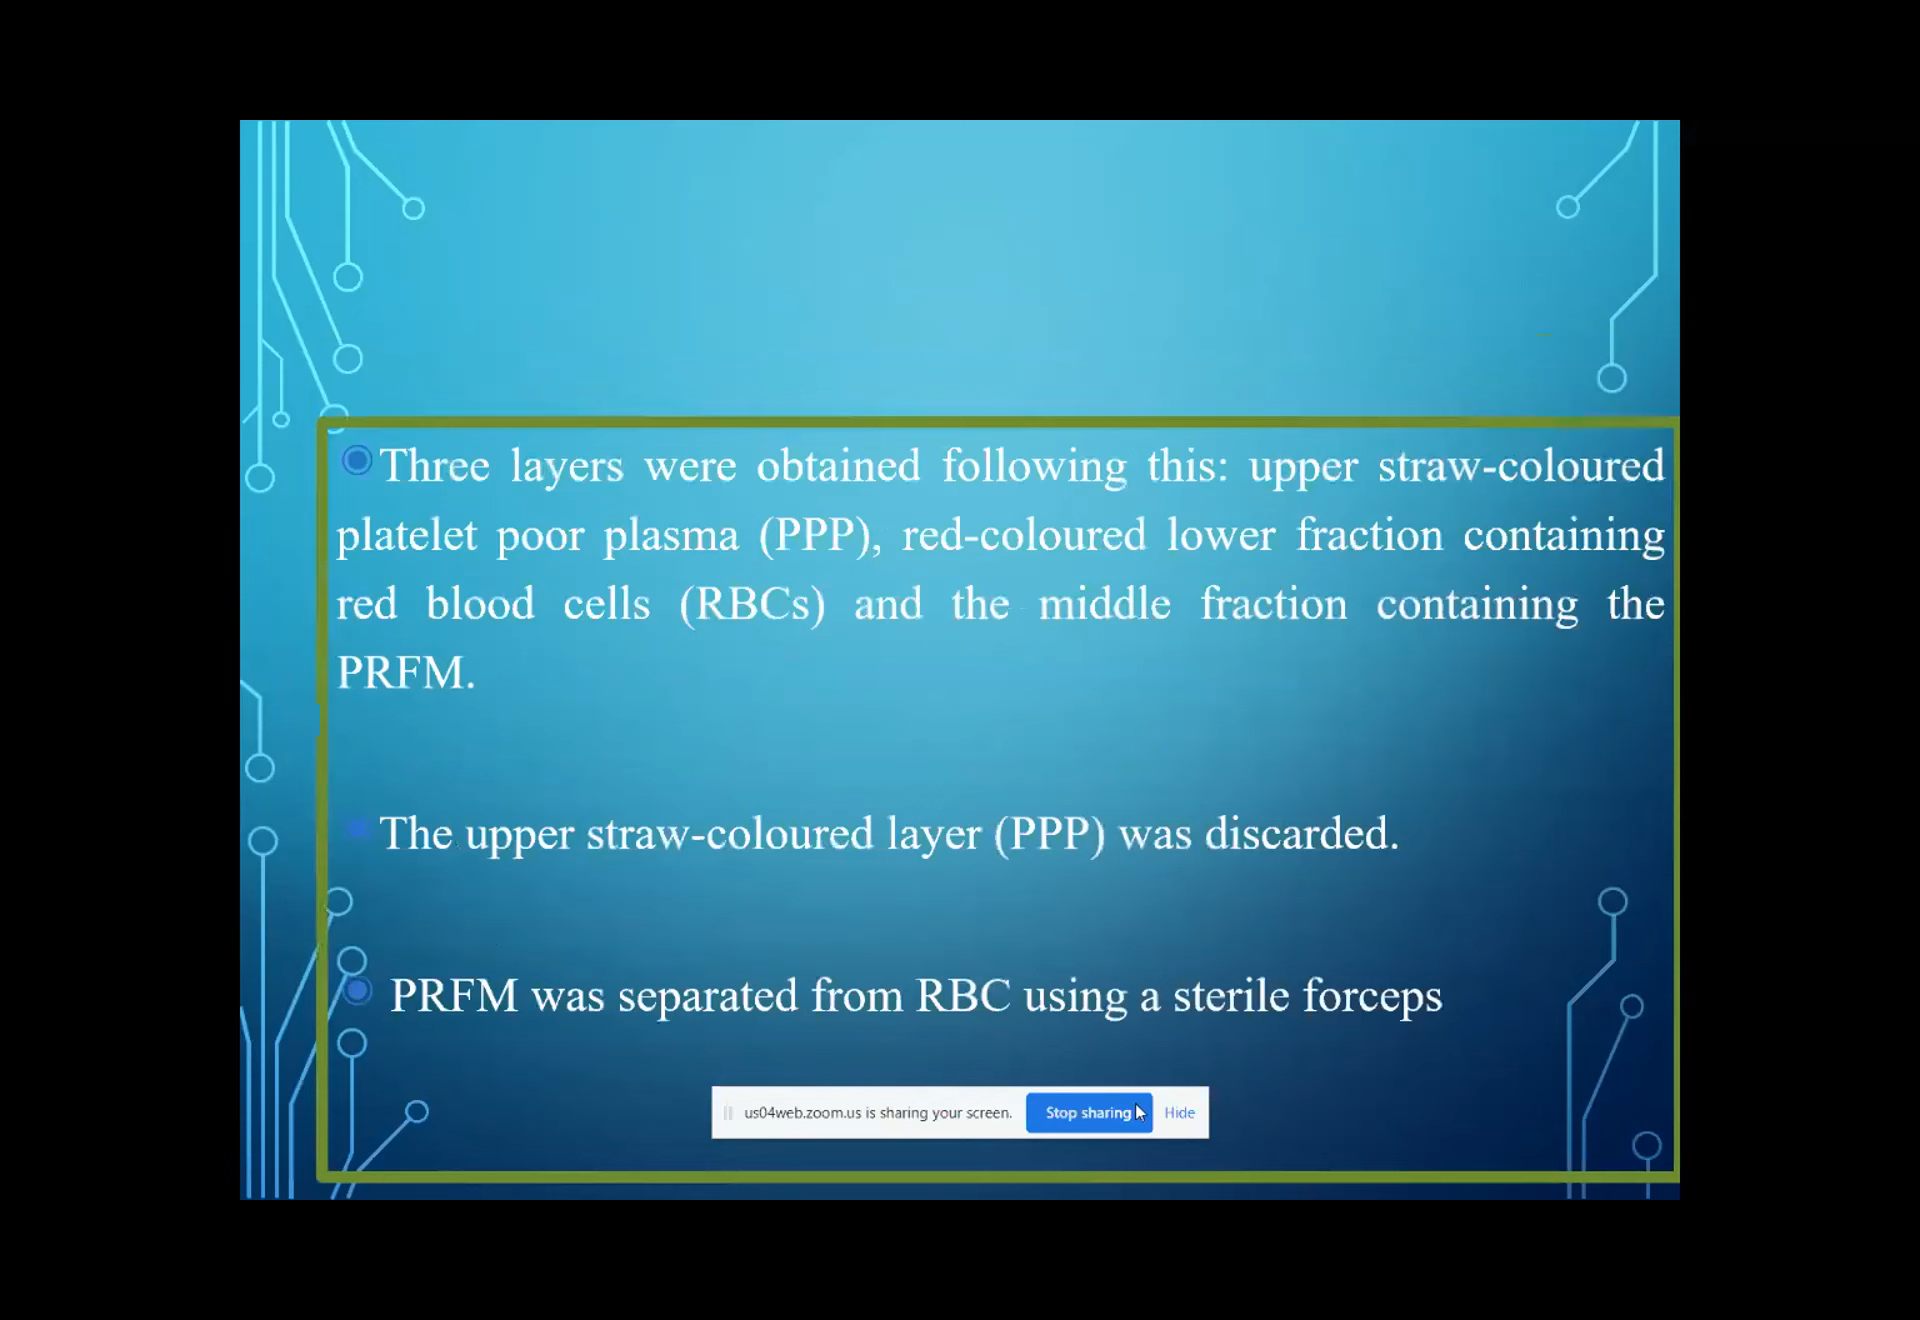 Three layers were obtained following this: upper straw-coloured
platelet poor plasma (PPP), red-coloured lower fraction containing
red blood cells (RBCs) and the middle fraction containing the
PRFM.
The upper straw-coloured layer (PPP) was discarded.
PRFM was separated from RBC using a sterile forceps
us04web.zoom.us is sharing your screen. Stop sharing Hide